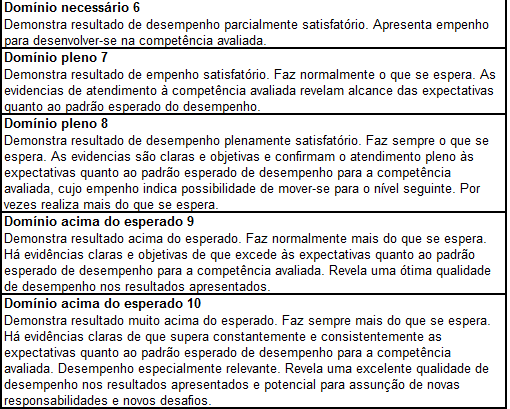 Domínio necessário 6
Demonstra resultado de desempenho parcialmente satisfatório. Apresenta empenho
para desenvolver-se na competência avaliada.
Domínio pleno 7
Demonstra resultado de empenho satisfatório. Faz normalmente o que se espera. As
evidencias de atendimento à competência avaliada revelam alcance das expectativas
quanto ao padrão esperado do desempenho.
Domínio pleno 8
Demonstra resultado de desempenho plenamente satisfatório. Faz sempre o que se
espera. As evidencias são claras e objetivas e confirmam o atendimento pleno às
expectativas quanto ao padrão esperado de desempenho para a competência
avaliada, cujo empenho indica possibilidade de mover-se para o nível seguinte. Por
vezes realiza mais do que se espera.
Domínio acima do esperado 9
Demonstra resultado acima do esperado. Faz normalmente mais do que se espera.
Há evidências claras e objetivas de que excede às expectativas quanto ao padrão
esperado de desempenho para a competência avaliada. Revela uma ótima qualidade
de desempenho nos resultados apresentados.
Domínio acima do esperado 10
Demonstra resultado muito acima do esperado. Faz sempre mais do que se espera.
Há evidências claras de que supera constantemente e consistentemente as
expectativas quanto ao padrão esperado de desempenho para a competência
avaliada. Desempenho especialmente relevante. Revela uma excelente qualidade de
desempenho nos resultados apresentados e potencial para assunção de novas
responsabilidades e novos desafios.